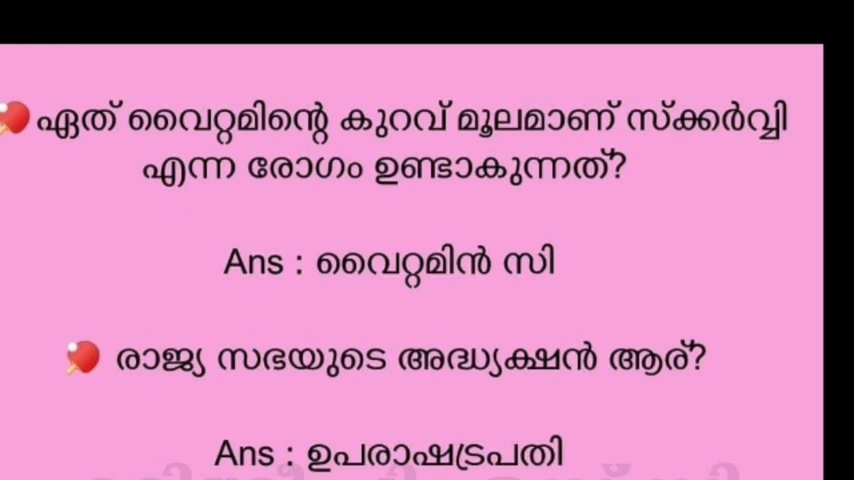 ഏത് വൈറ്റമിന്റെ കുറവ് മൂലമാണ് സ്ക്കർവ്വി
എന്ന രോഗം ഉണ്ടാകുന്നത്?
Ans : വൈറ്റമിൻ സി
രാജ്യ സഭയുടെ അദ്ധ്യക്ഷൻ ആര്?
Ans : ഉപരാഷ്ട്രപതി